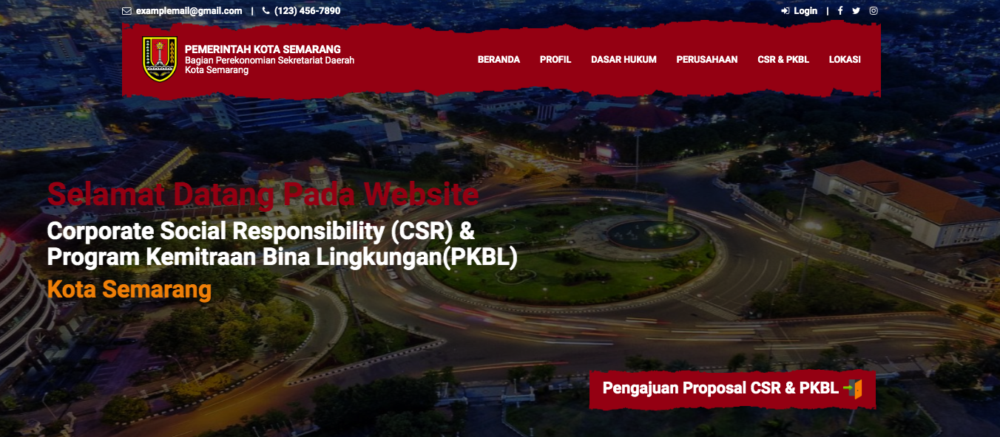 examplemail@gmail.com | (123) 456-7890
Login |
PEMERINTAH KOTA SEMARANG
Bagian Perekonomian Sekretariat Daerah
Kota Semarang
BERANDA PROFIL DASAR HUKUM PERUSAHAAN CSR & PKBL LOKASI
Selamat Datang Pada Website
Corporate Social Responsibility (CSR) &
Program Kemitraan Bina Lingkungan(PKBL)
Kota Semarang
Pengajuan Proposal CSR & PKBL